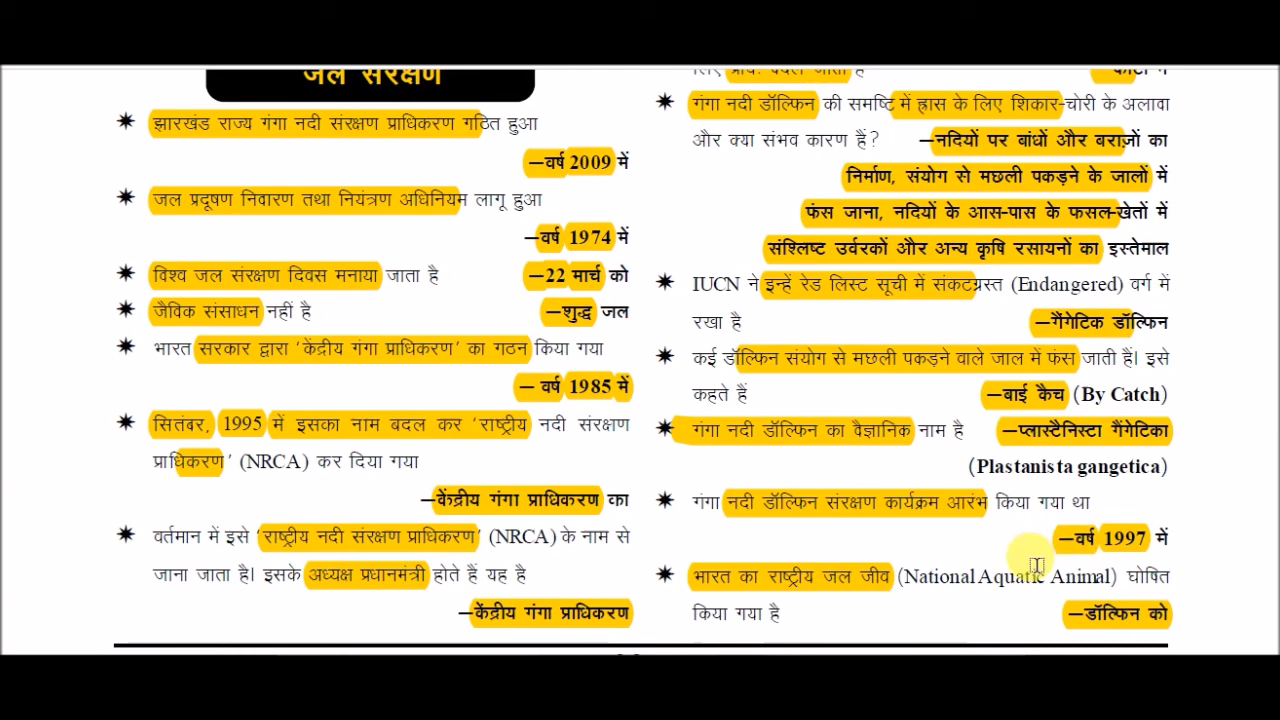 जल संरक्षण
झारखंड राज्य गंगा नदी संरक्षण प्राधिकरण गठित हुआ
—वर्ष 2009 में
जल प्रदूषण निवारण तथा नियंत्रण अधिनियम लागू हुआ
—वर्ष 1974 में
विश्व जल संरक्षण दिवस मनाया जाता है —22 मार्च को
जैविक संसाधन नहीं है —शुद्ध जल
भारत सरकार द्वारा 'केंद्रीय गंगा प्राधिकरण' का गठन किया गया
— वर्ष 1985 में
सितंबर, 1995 में इसका नाम बदल कर 'राष्ट्रीय नदी संरक्षण
प्राधिकरण' (NRCA) कर दिया गया
—केंद्रीय गंगा प्राधिकरण का
वर्तमान में इसे 'राष्ट्रीय नदी संरक्षण प्राधिकरण' (NRCA) के नाम से
जाना जाता है। इसके अध्यक्ष प्रधानमंत्री होते हैं यह है
—केंद्रीय गंगा प्राधिकरण
लिए प्रायः बदल जाता है
गंगा नदी डॉल्फिन की समष्टि में ह्रास के लिए शिकार-चोरी के अलावा
और क्या संभव कारण हैं? —नदियों पर बांधों और बराज़ों का
निर्माण, संयोग से मछली पकड़ने के जालों में
फंस जाना, नदियों के आस-पास के फसल-खेतों में
संश्लिष्ट उर्वरकों और अन्य कृषि रसायनों का इस्तेमाल
IUCN ने इन्हें रेड लिस्ट सूची में संकटग्रस्त (Endangered) वर्ग में
रखा है —गैंगेटिक डॉल्फिन
कई डॉल्फिन संयोग से मछली पकड़ने वाले जाल में फंस जाती हैं। इसे
कहते हैं —बाई कैच (By Catch)
गंगा नदी डॉल्फिन का वैज्ञानिक नाम है —प्लास्टैनिस्टा गैंगेटिका
(Plastanista gangetica)
गंगा नदी डॉल्फिन संरक्षण कार्यक्रम आरंभ किया गया था
—वर्ष 1997 में
भारत का राष्ट्रीय जल जीव (National Aquatic Animal) घोषित
किया गया है —डॉल्फिन को